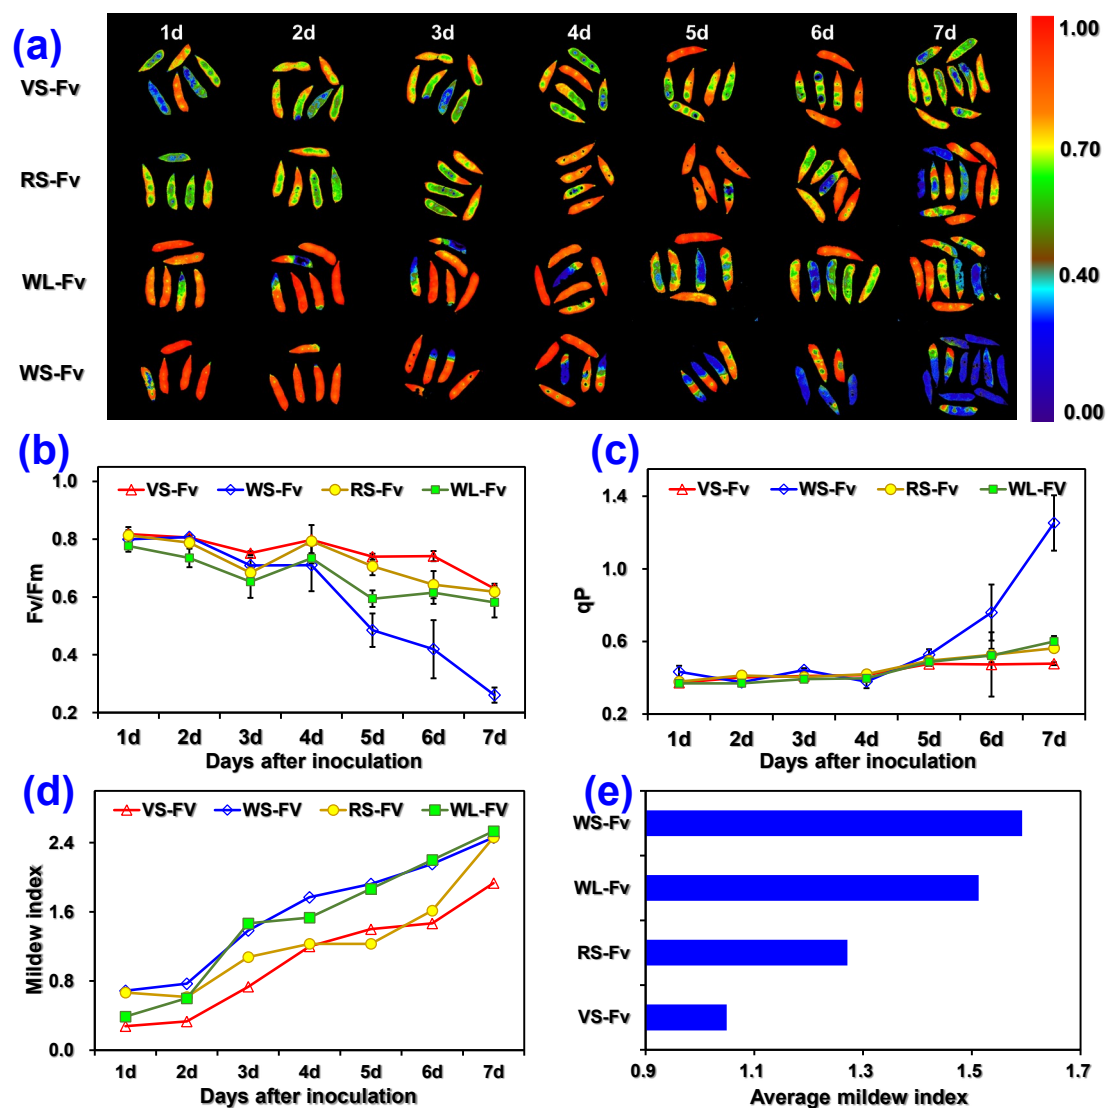 (a)
1d 2d 3d 4d 5d 6d 7d
VS-Fv
RS-Fv
WL-Fv
WS-Fv
1.00
0.70
0.40
0.00
(b)
VS-Fv WS-Fv RS-Fv WL-Fv
1.0
0.8
0.6
0.4
0.2
Fv/Fm
1d 2d 3d 4d 5d 6d 7d
Days after inoculation
(c)
VS-Fv WS-Fv RS-Fv WL-FV
1.4
1.0
0.6
0.2
qP
1d 2d 3d 4d 5d 6d 7d
Days after inoculation
(d)
VS-FV WS-FV RS-FV WL-FV
2.4
1.6
0.8
0.0
Mildew index
1d 2d 3d 4d 5d 6d 7d
Days after inoculation
(e)
WS-Fv
WL-Fv
RS-Fv
VS-Fv
0.9 1.1 1.3 1.5 1.7
Average mildew index